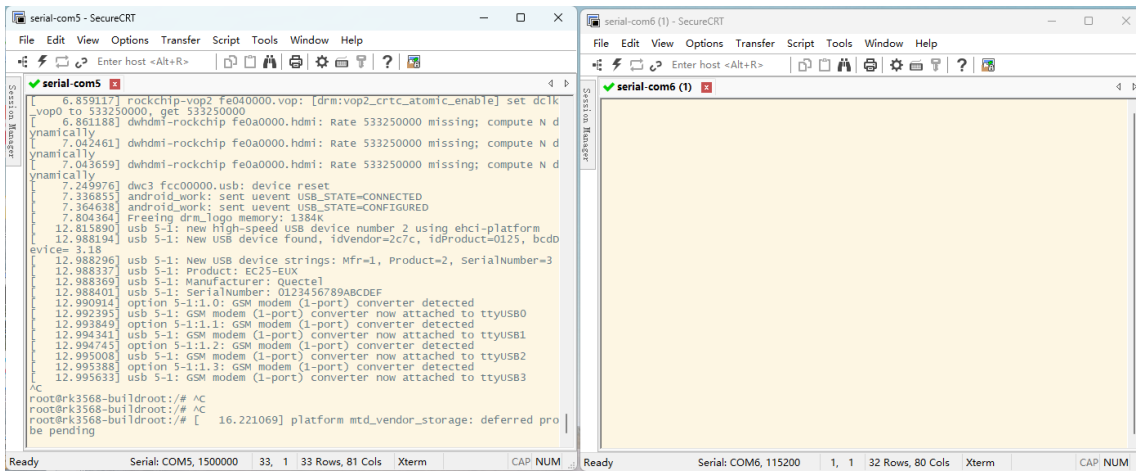 serial-com5 - SecureCRT
File Edit View Options Transfer Script Tools Window Help
Enter host <Alt+R>
serial-com5
Session Manager
[    6.859117] rockchip-vop2 fe040000.vop: [drm:vop2_crtc_atomic_enable] set dclk
_vop0 to 533250000, get 533250000
[    6.861188] dwhdmi-rockchip fe0a0000.hdmi: Rate 533250000 missing; compute N d
ynamically
[    7.042461] dwhdmi-rockchip fe0a0000.hdmi: Rate 533250000 missing; compute N d
ynamically
[    7.043659] dwhdmi-rockchip fe0a0000.hdmi: Rate 533250000 missing; compute N d
ynamically
[    7.249976] dwc3 fcc00000.usb: device reset
[    7.336855] android_work: sent uevent USB_STATE=CONNECTED
[    7.364638] android_work: sent uevent USB_STATE=CONFIGURED
[    7.804364] Freeing drm_logo memory: 1384K
[   12.815890] usb 5-1: new high-speed USB device number 2 using ehci-platform
[   12.988194] usb 5-1: New USB device found, idVendor=2c7c, idProduct=0125, bcdD
evice= 3.18
[   12.988296] usb 5-1: New USB device strings: Mfr=1, Product=2, SerialNumber=3
[   12.988337] usb 5-1: Product: EC25-EUX
[   12.988369] usb 5-1: Manufacturer: Quectel
[   12.988401] usb 5-1: SerialNumber: 0123456789ABCDEF
[   12.990914] option 5-1:1.0: GSM modem (1-port) converter detected
[   12.992395] usb 5-1: GSM modem (1-port) converter now attached to ttyUSB0
[   12.993849] option 5-1:1.1: GSM modem (1-port) converter detected
[   12.994341] usb 5-1: GSM modem (1-port) converter now attached to ttyUSB1
[   12.994745] option 5-1:1.2: GSM modem (1-port) converter detected
[   12.995008] usb 5-1: GSM modem (1-port) converter now attached to ttyUSB2
[   12.995388] option 5-1:1.3: GSM modem (1-port) converter detected
[   12.995633] usb 5-1: GSM modem (1-port) converter now attached to ttyUSB3
^C
root@rk3568-buildroot:/# ^C
root@rk3568-buildroot:/# ^C
root@rk3568-buildroot:/# [   16.221069] platform mtd_vendor_storage: deferred pro
be pending
Ready Serial: COM5, 1500000 33, 1 33 Rows, 81 Cols Xterm CAP NUM
serial-com6 (1) - SecureCRT
File Edit View Options Transfer Script Tools Window Help
Enter host <Alt+R>
serial-com6 (1)
Session Manager
Ready Serial: COM6, 115200 1, 1 32 Rows, 80 Cols Xterm CAP NUM